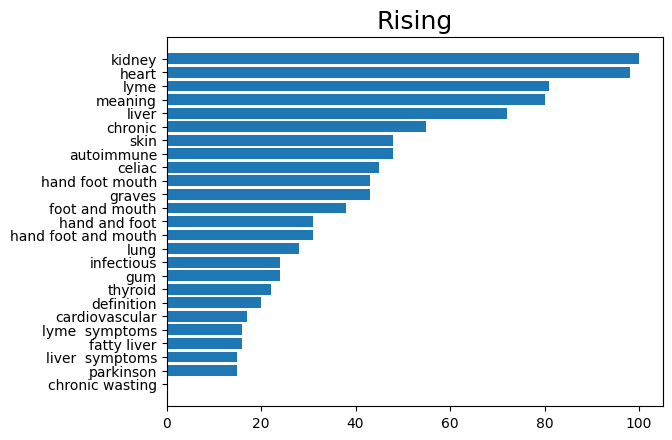 Rising
kidney
heart
lyme
meaning
liver
chronic
skin
autoimmune
celiac
hand foot mouth
graves
foot and mouth
hand and foot
hand foot and mouth
lung
infectious
gum
thyroid
definition
cardiovascular
lyme  symptoms
fatty liver
liver  symptoms
parkinson
chronic wasting
0 20 40 60 80 100